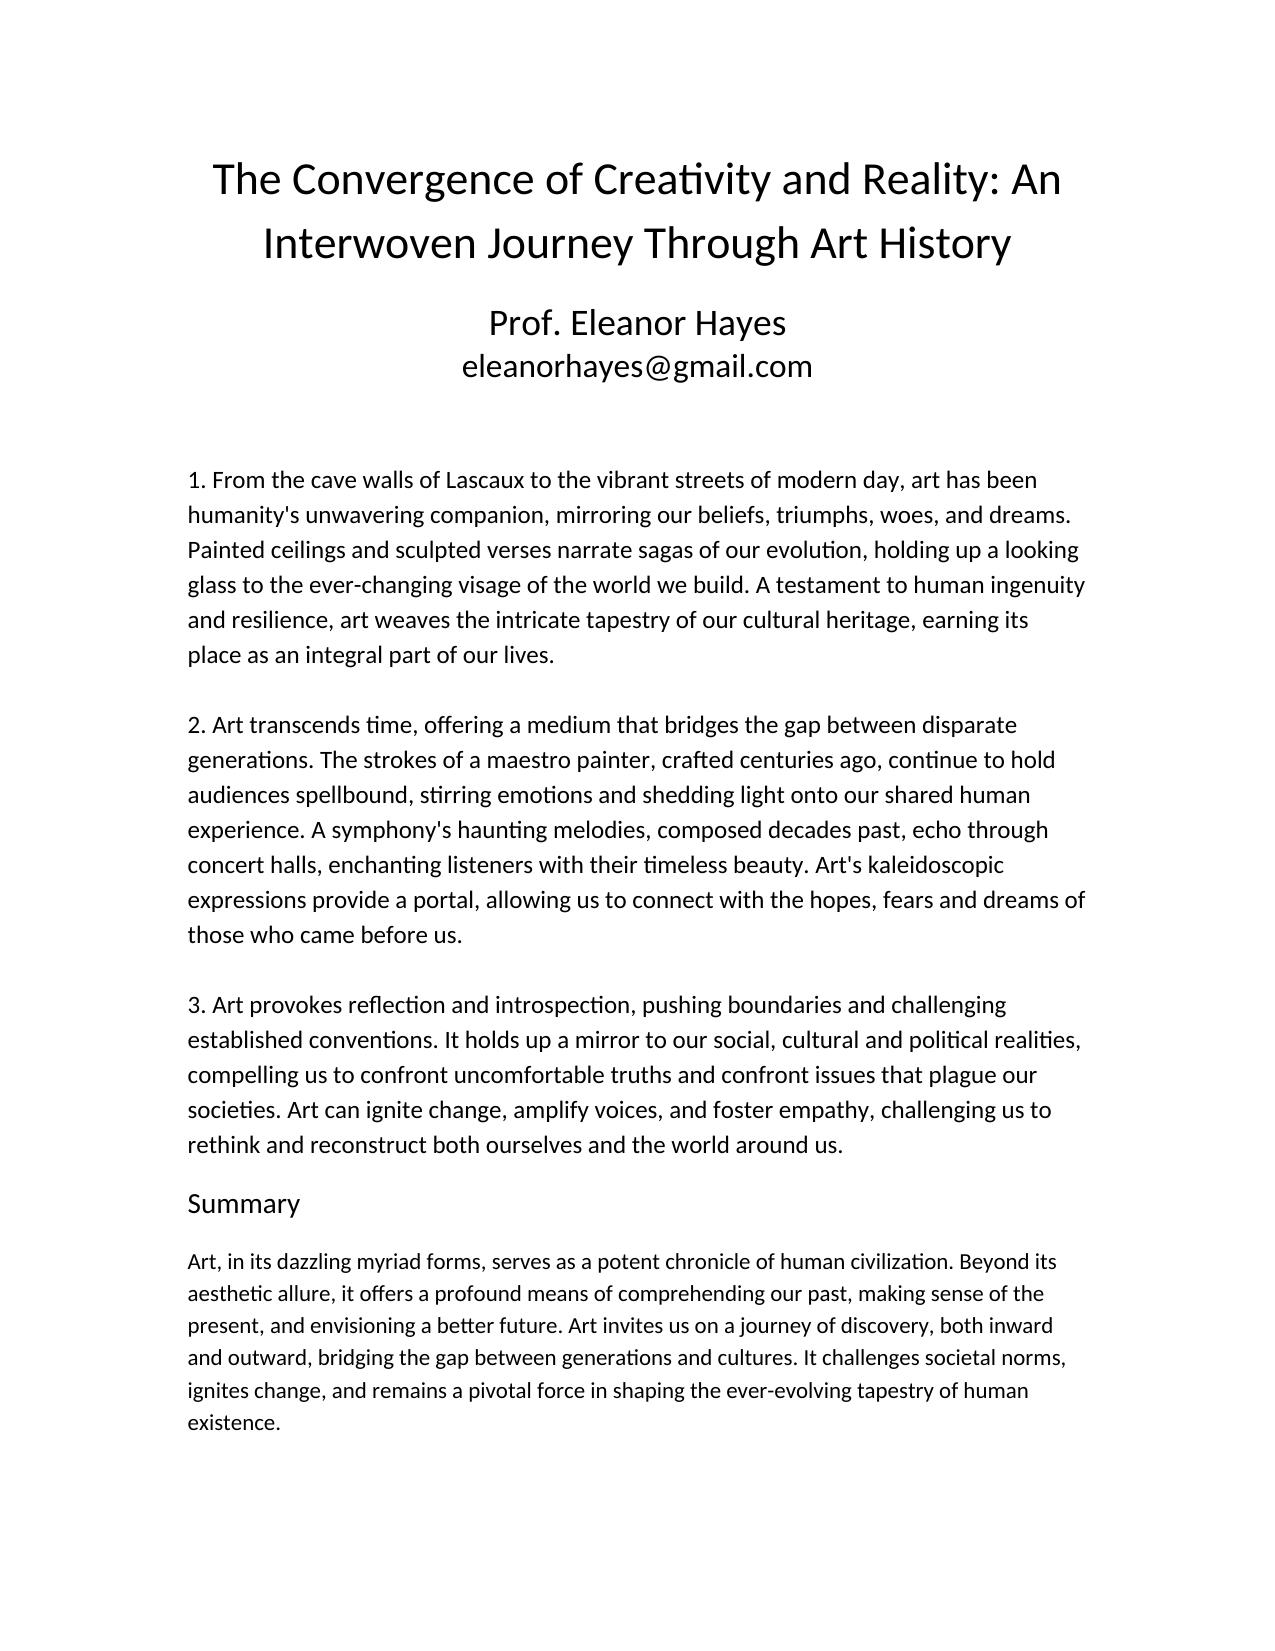 The Convergence of Creativity and Reality: An
Interwoven Journey Through Art History
Prof. Eleanor Hayes
eleanorhayes@gmail.com
1. From the cave walls of Lascaux to the vibrant streets of modern day, art has been
humanity's unwavering companion, mirroring our beliefs, triumphs, woes, and dreams.
Painted ceilings and sculpted verses narrate sagas of our evolution, holding up a looking
glass to the ever-changing visage of the world we build. A testament to human ingenuity
and resilience, art weaves the intricate tapestry of our cultural heritage, earning its
place as an integral part of our lives.
2. Art transcends time, offering a medium that bridges the gap between disparate
generations. The strokes of a maestro painter, crafted centuries ago, continue to hold
audiences spellbound, stirring emotions and shedding light onto our shared human
experience. A symphony's haunting melodies, composed decades past, echo through
concert halls, enchanting listeners with their timeless beauty. Art's kaleidoscopic
expressions provide a portal, allowing us to connect with the hopes, fears and dreams of
those who came before us.
3. Art provokes reflection and introspection, pushing boundaries and challenging
established conventions. It holds up a mirror to our social, cultural and political realities,
compelling us to confront uncomfortable truths and confront issues that plague our
societies. Art can ignite change, amplify voices, and foster empathy, challenging us to
rethink and reconstruct both ourselves and the world around us.
Summary
Art, in its dazzling myriad forms, serves as a potent chronicle of human civilization. Beyond its
aesthetic allure, it offers a profound means of comprehending our past, making sense of the
present, and envisioning a better future. Art invites us on a journey of discovery, both inward
and outward, bridging the gap between generations and cultures. It challenges societal norms,
ignites change, and remains a pivotal force in shaping the ever-evolving tapestry of human
existence.